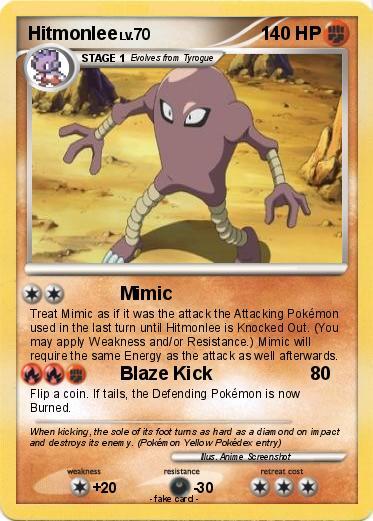 Hitmonlee LV.70 140 HP
STAGE 1 Evolves from Tyrogue
Mimic
Treat Mimic as if it was the attack the Attacking Pokémon
used in the last turn until Hitmonlee is Knocked Out. (You
may apply Weakness and/or Resistance.) Mimic will
require the same Energy as the attack as well afterwards.
Blaze Kick 80
Flip a coin. If tails, the Defending Pokémon is now
Burned.
When kicking, the sole of its foot turns as hard as a diamond on impact
and destroys its enemy. (Pokémon Yellow Pokédex entry)
Illus. Anime Screenshot
weakness resistance retreat cost
+20 -30
- fake card -